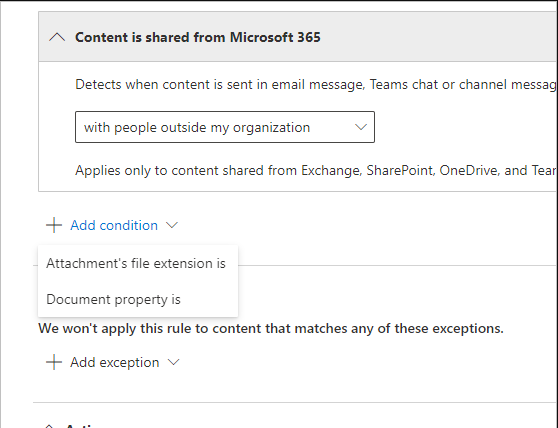 Content is shared from Microsoft 365
Detects when content is sent in email message, Teams chat or channel messag
with people outside my organization
Applies only to content shared from Exchange, SharePoint, OneDrive, and Tear
Add condition
Attachment's file extension is
Document property is
We won't apply this rule to content that matches any of these exceptions.
Add exception